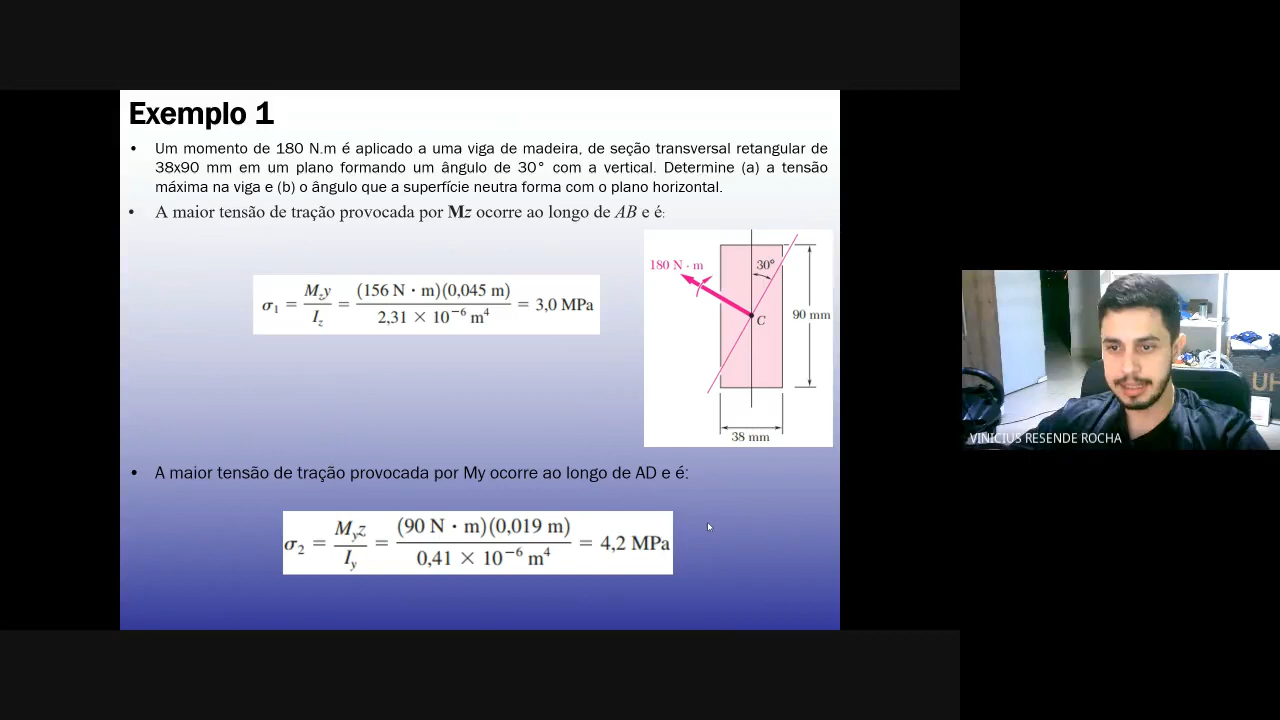 Exemplo 1
• Um momento de 180 N.m é aplicado a uma viga de madeira, de seção transversal retangular de
38x90 mm em um plano formando um ângulo de 30° com a vertical. Determine (a) a tensão
máxima na viga e (b) o ângulo que a superfície neutra forma com o plano horizontal.
• A maior tensão de tração provocada por Mz ocorre ao longo de AB e é:
σ₁ = M_z y / I_z = (156 N · m)(0,045 m) / 2,31 × 10⁻⁶ m⁴ = 3,0 MPa
180 N · m
30°
C
90 mm
38 mm
• A maior tensão de tração provocada por My ocorre ao longo de AD e é:
σ₂ = M_y z / I_y = (90 N · m)(0,019 m) / 0,41 × 10⁻⁶ m⁴ = 4,2 MPa
UH
VINICIUS RESENDE ROCHA